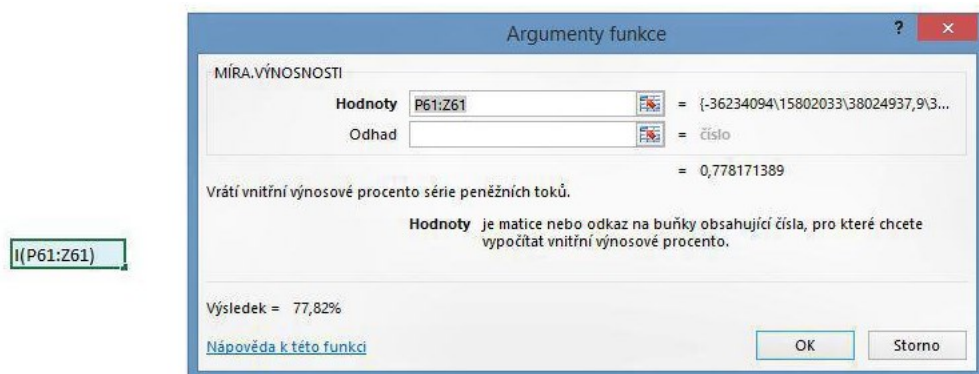 Argumenty funkce ? ×
MÍRA.VÝNOSNOSTI
Hodnoty P61:Z61 = {-36234094\15802033\38024937,9\3...
Odhad = číslo
= 0,778171389
Vrátí vnitřní výnosové procento série peněžních toků.
Hodnoty je matice nebo odkaz na buňky obsahující čísla, pro které chcete
vypočítat vnitřní výnosové procento.
I(P61:Z61)
Výsledek = 77,82%
Nápověda k této funkci OK Storno